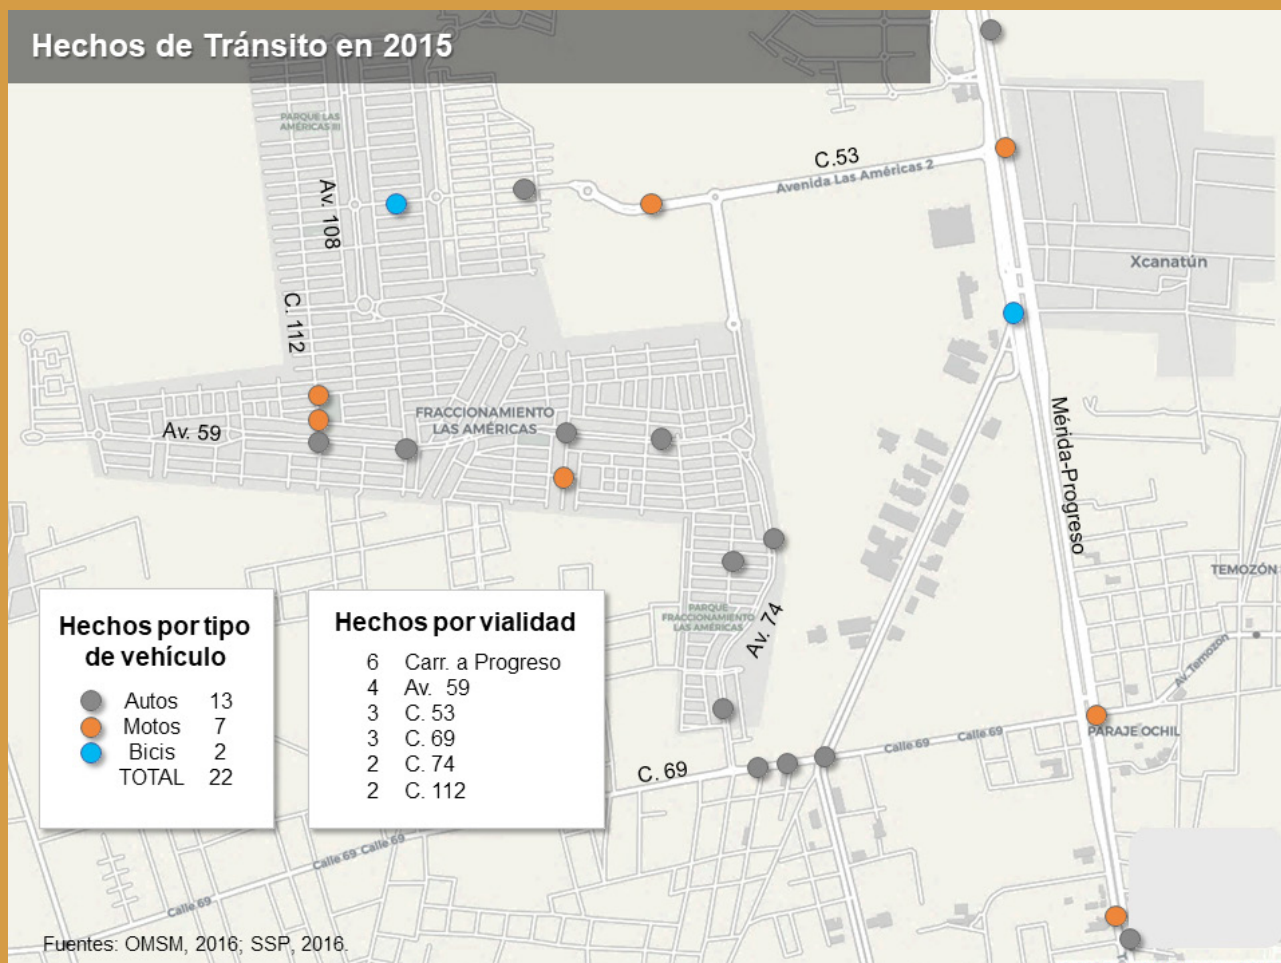 Hechos de Tránsito en 2015
PARQUE LAS
AMÉRICAS III
C.53
Avenida Las Américas 2
Av. 108
Xcanatún
C. 112
Mérida-Progreso
FRACCIONAMIENTO
LAS AMÉRICAS
Av. 59
TEMOZÓN
PARQUE
FRACCIONAMIENTO
LAS AMÉRICAS
Av. 74
Av. Temozón
PARAJE OCHIL
Calle 69
Calle 69
C. 69
Calle 69 Calle 69
Calle 69
Hechos por tipo
de vehículo
Autos 13
Motos 7
Bicis 2
TOTAL 22
Hechos por vialidad
6 Carr. a Progreso
4 Av. 59
3 C. 53
3 C. 69
2 C. 74
2 C. 112
Fuentes: OMSM, 2016; SSP, 2016.